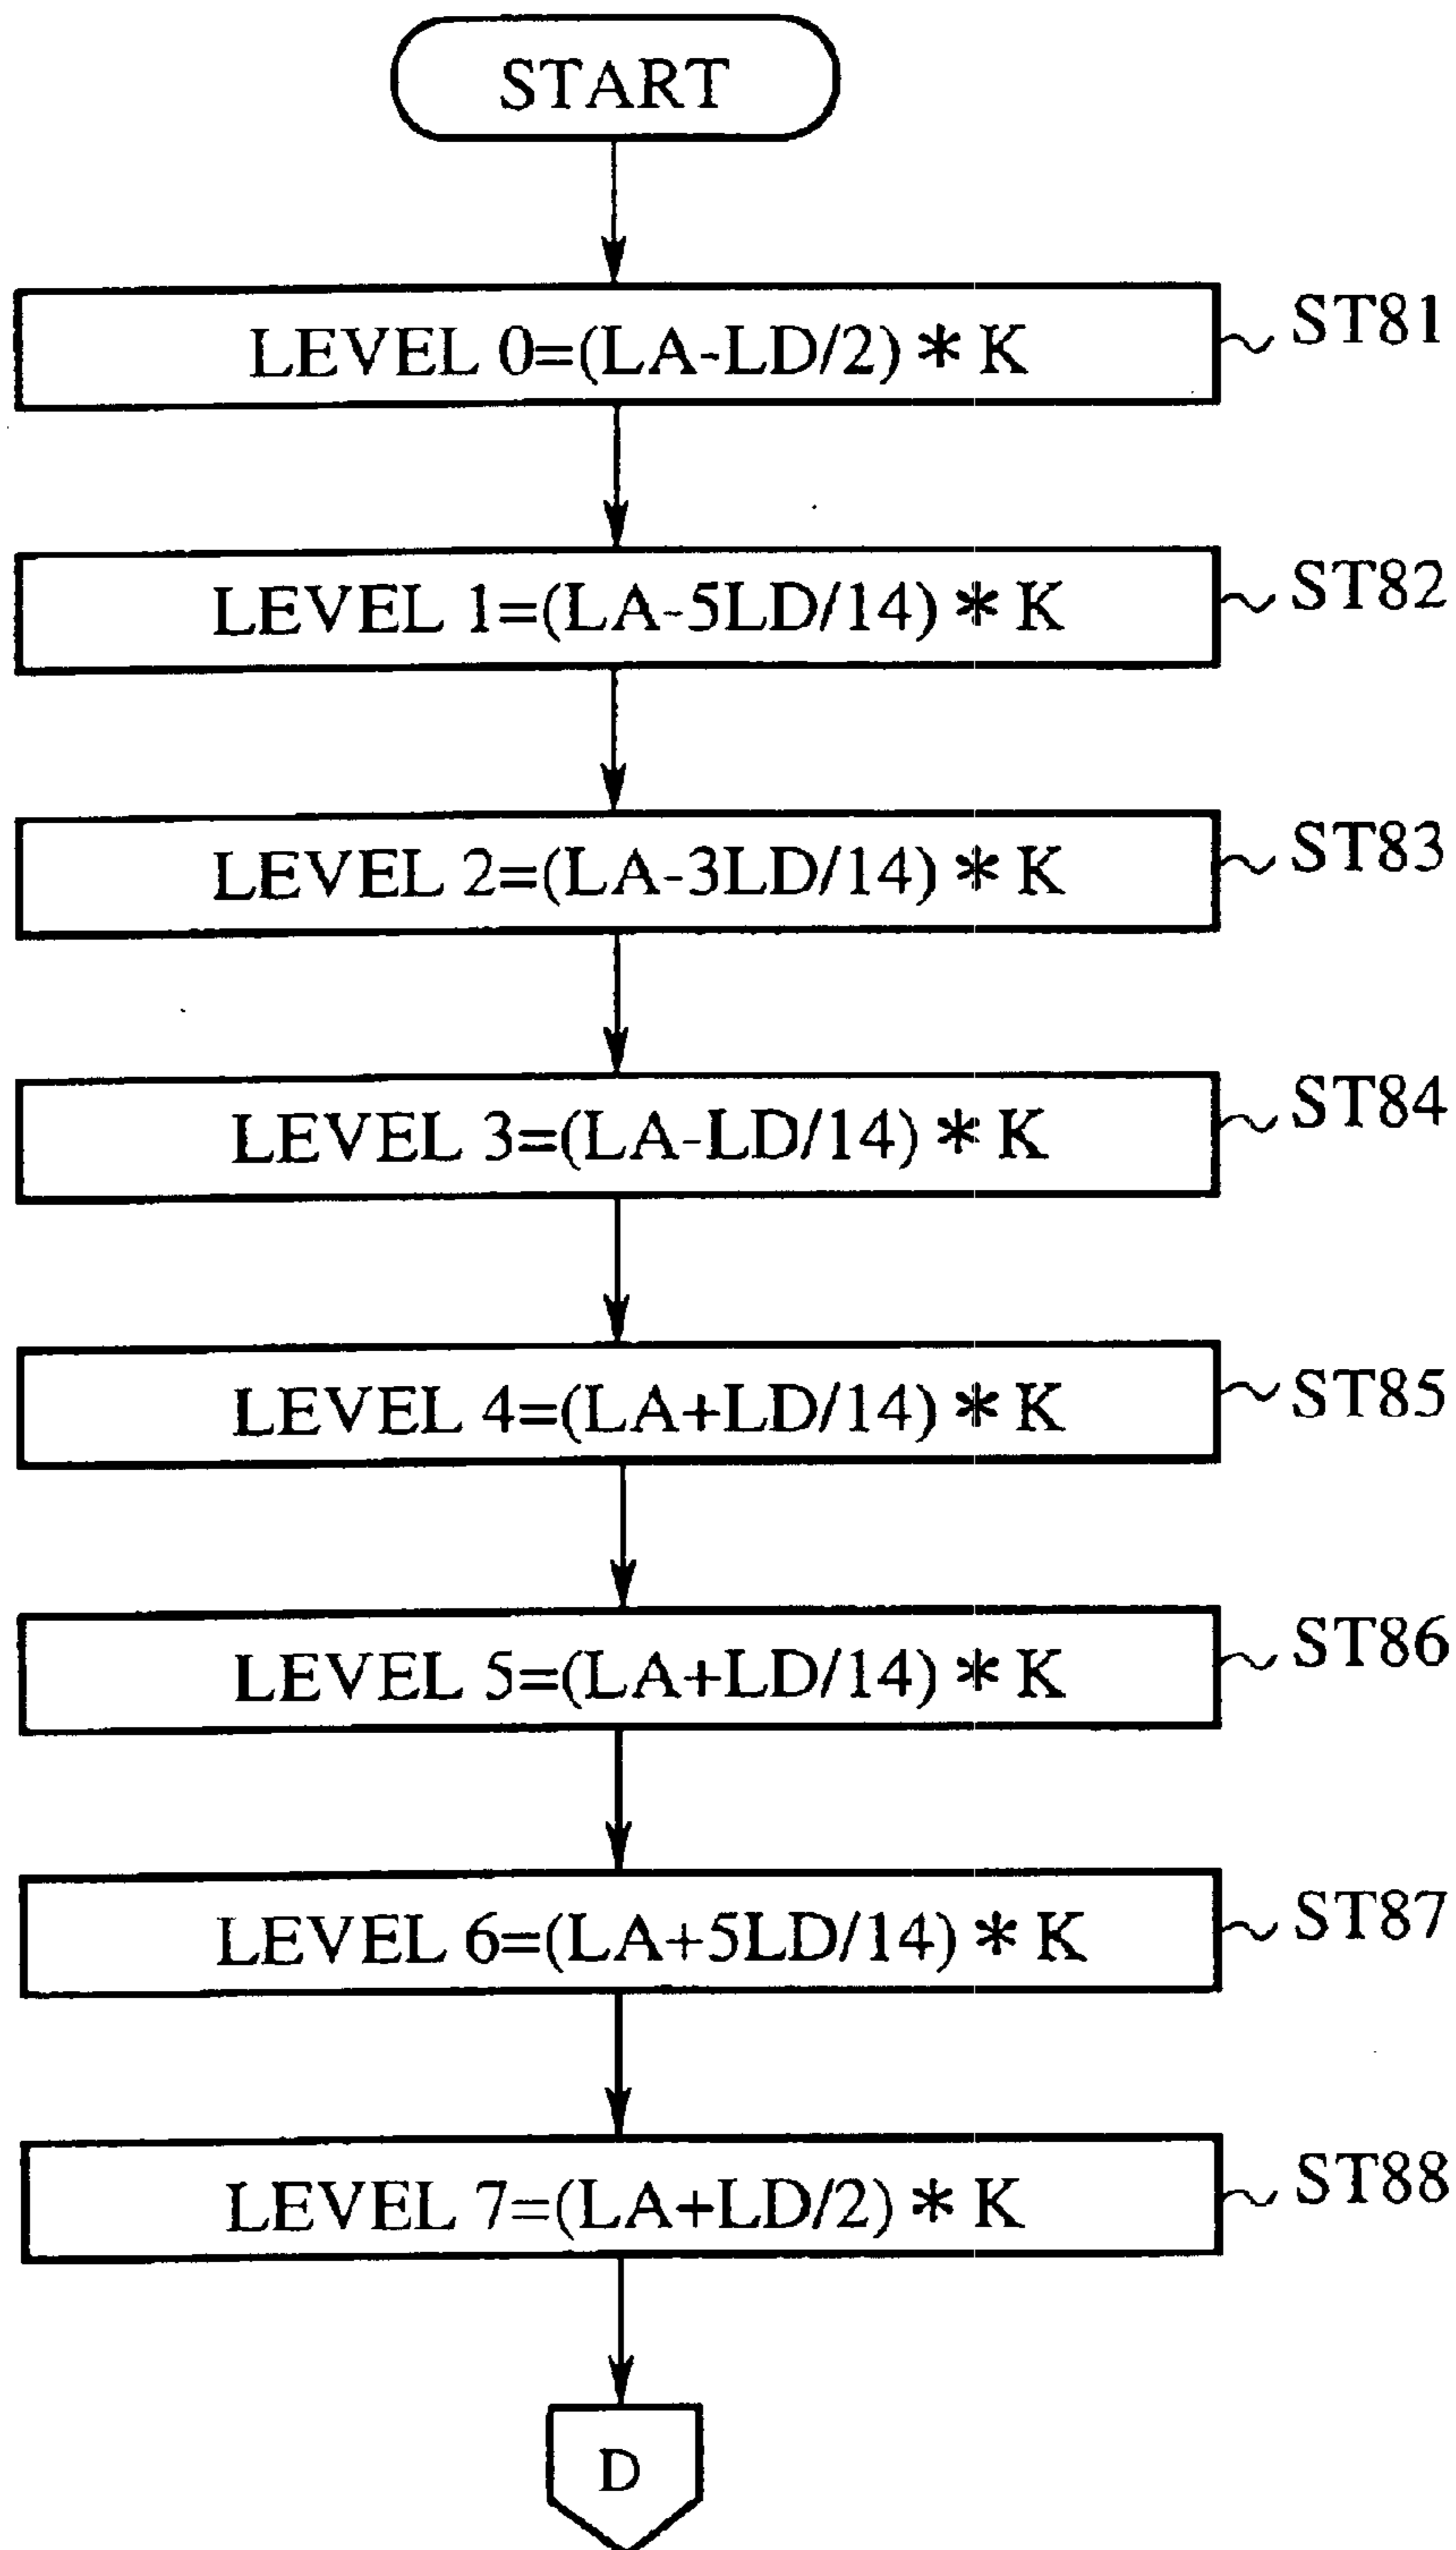 START
LEVEL 0=(LA-LD/2) * K
ST81
LEVEL 1=(LA-5LD/14) * K
ST82
LEVEL 2=(LA-3LD/14) * K
ST83
LEVEL 3=(LA-LD/14) * K
ST84
LEVEL 4=(LA+LD/14) * K
ST85
LEVEL 5=(LA+LD/14) * K
ST86
LEVEL 6=(LA+5LD/14) * K
ST87
LEVEL 7=(LA+LD/2) * K
ST88
D